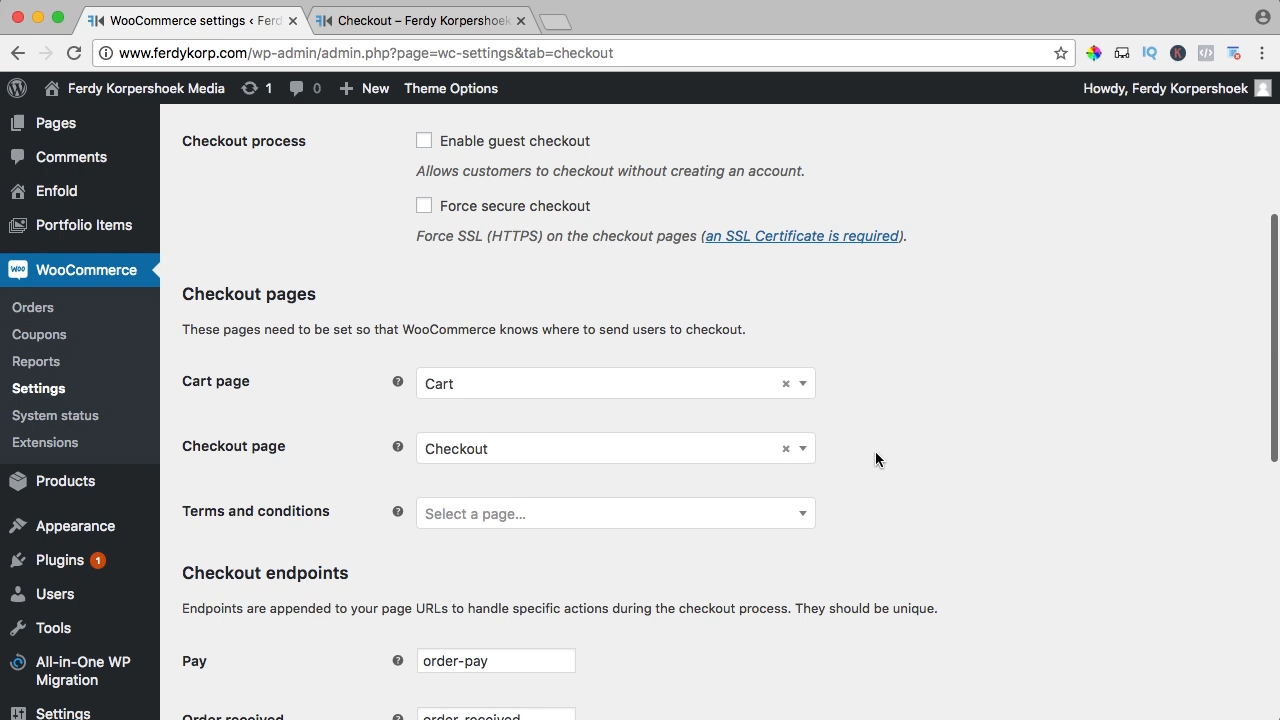 WooCommerce settings ‹ Ferd
Checkout – Ferdy Korpershoek
www.ferdykorp.com/wp-admin/admin.php?page=wc-settings&tab=checkout
Ferdy Korpershoek Media 1 0 New Theme Options Howdy, Ferdy Korpershoek
Pages
Comments
Enfold
Portfolio Items
WooCommerce
Orders
Coupons
Reports
Settings
System status
Extensions
Products
Appearance
Plugins 1
Users
Tools
All-in-One WP
Migration
Settings
Checkout process
Enable guest checkout
Allows customers to checkout without creating an account.
Force secure checkout
Force SSL (HTTPS) on the checkout pages (an SSL Certificate is required).
Checkout pages
These pages need to be set so that WooCommerce knows where to send users to checkout.
Cart page
Cart
Checkout page
Checkout
Terms and conditions
Select a page...
Checkout endpoints
Endpoints are appended to your page URLs to handle specific actions during the checkout process. They should be unique.
Pay
order-pay
Order received
order-received